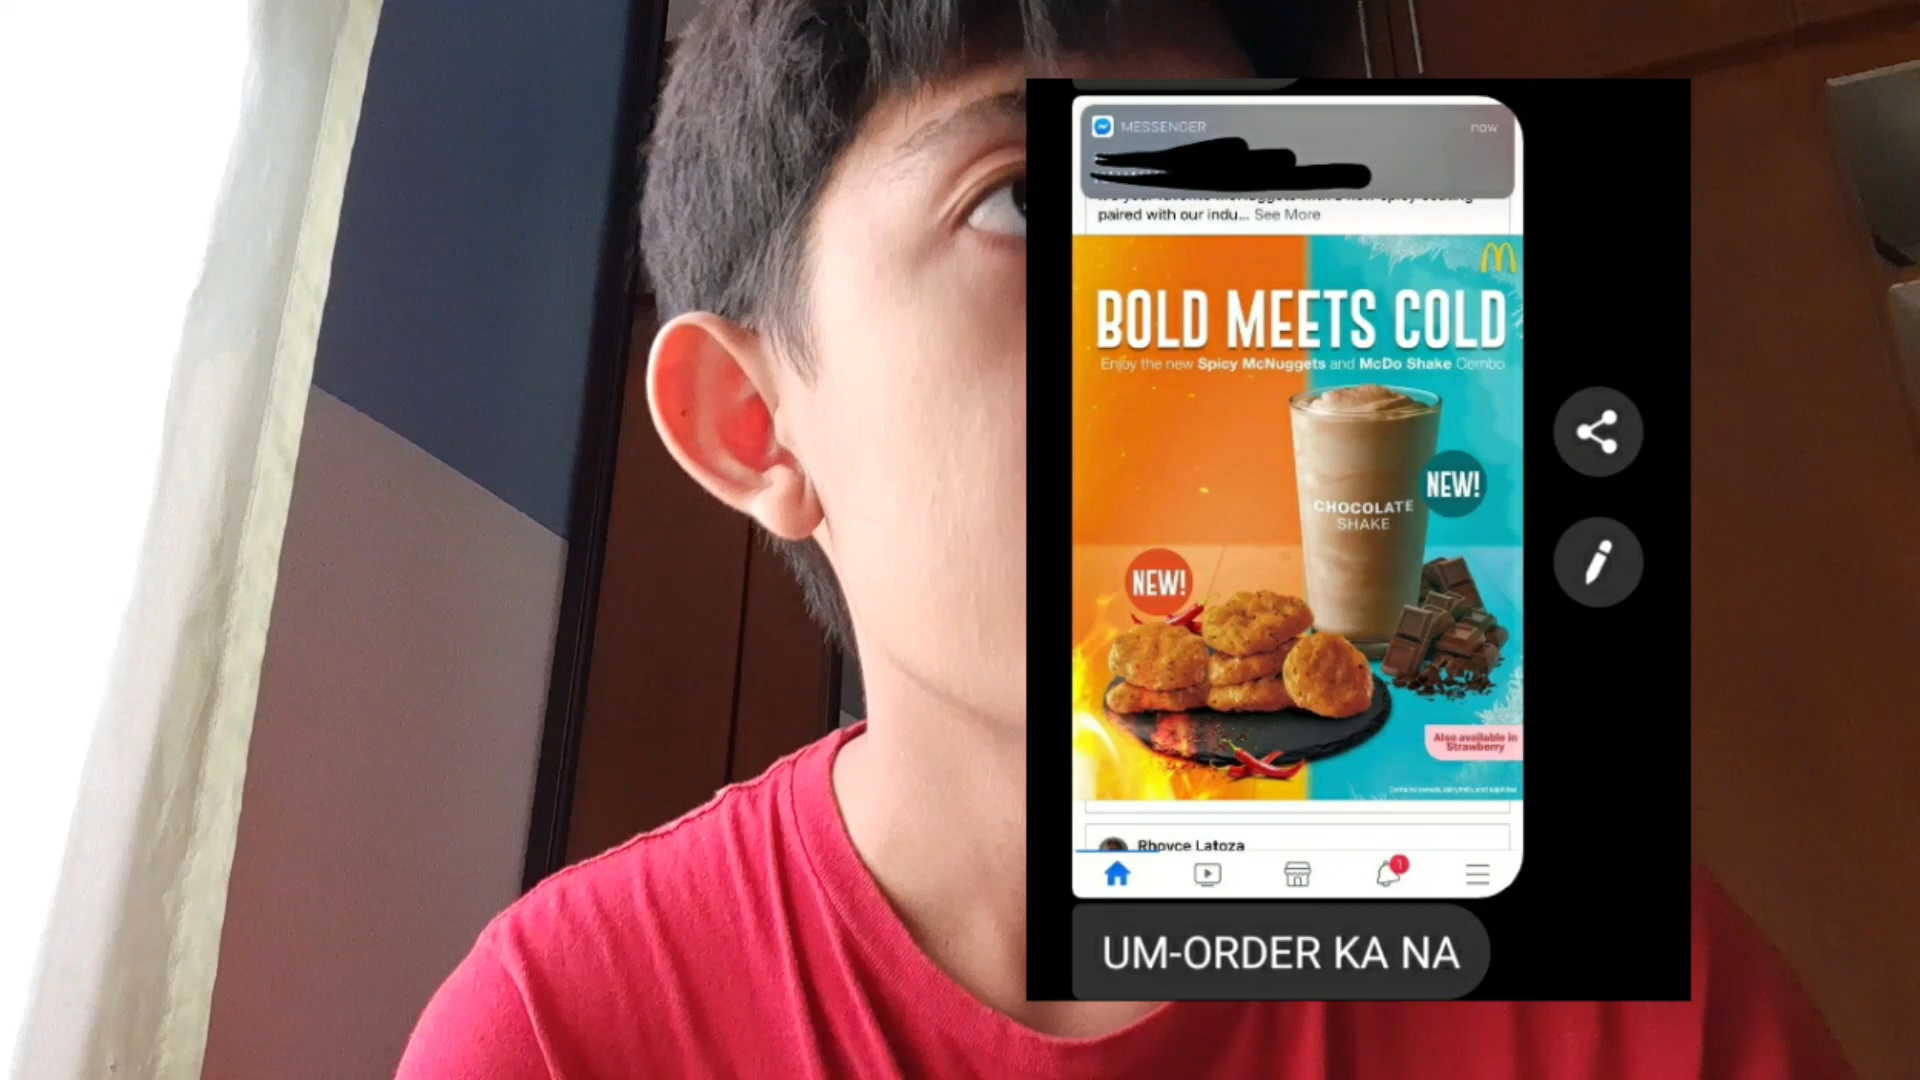 MESSENGER
now
paired with our indu... See More
BOLD MEETS COLD
Enjoy the new Spicy McNuggets and McDo Shake Combo
NEW!
CHOCOLATE
SHAKE
NEW!
Also available in
Strawberry
Rhoyce Latoza
1
UM-ORDER KA NA